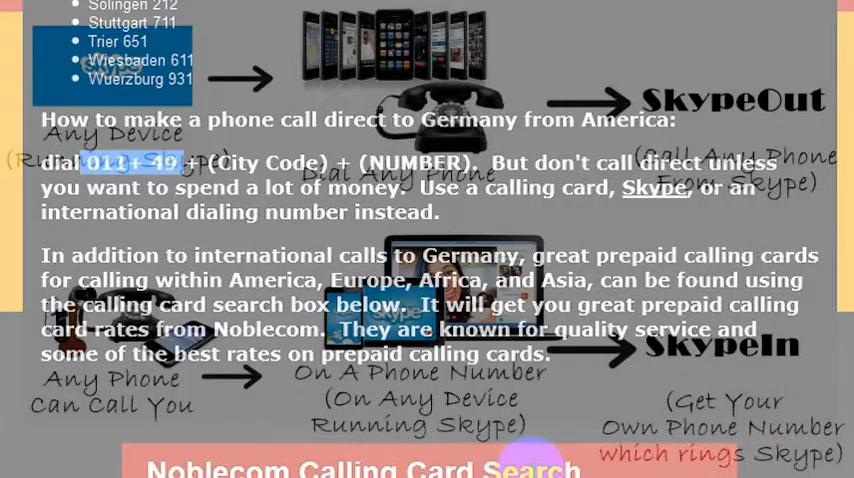 Solingen 212
Stuttgart 711
Trier 651
Wiesbaden 611
Wuerzburg 931
skype
SkypeOut
How to make a phone call direct to Germany from America:
Any Device
(Running Skype)
Dial Any Phone
(Call Any Phone
From Skype)
dial 011+ 49 + (City Code) + (NUMBER).  But don't call direct unless
you want to spend a lot of money.  Use a calling card, Skype, or an
international dialing number instead.
In addition to international calls to Germany, great prepaid calling cards
for calling within America, Europe, Africa, and Asia, can be found using
the calling card search box below.  It will get you great prepaid calling
card rates from Noblecom.  They are known for quality service and
some of the best rates on prepaid calling cards.
skype
SkypeIn
Any Phone
Can Call You
On A Phone Number
(On Any Device
Running Skype)
(Get Your
Own Phone Number
which rings Skype)
Noblecom Calling Card Search